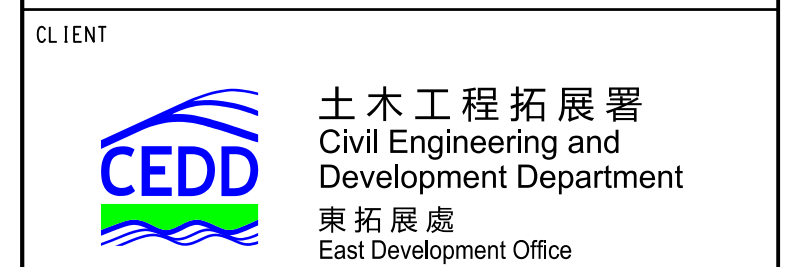 CLIENT
CEDD
土木工程拓展署
Civil Engineering and
Development Department
東拓展處
East Development Office